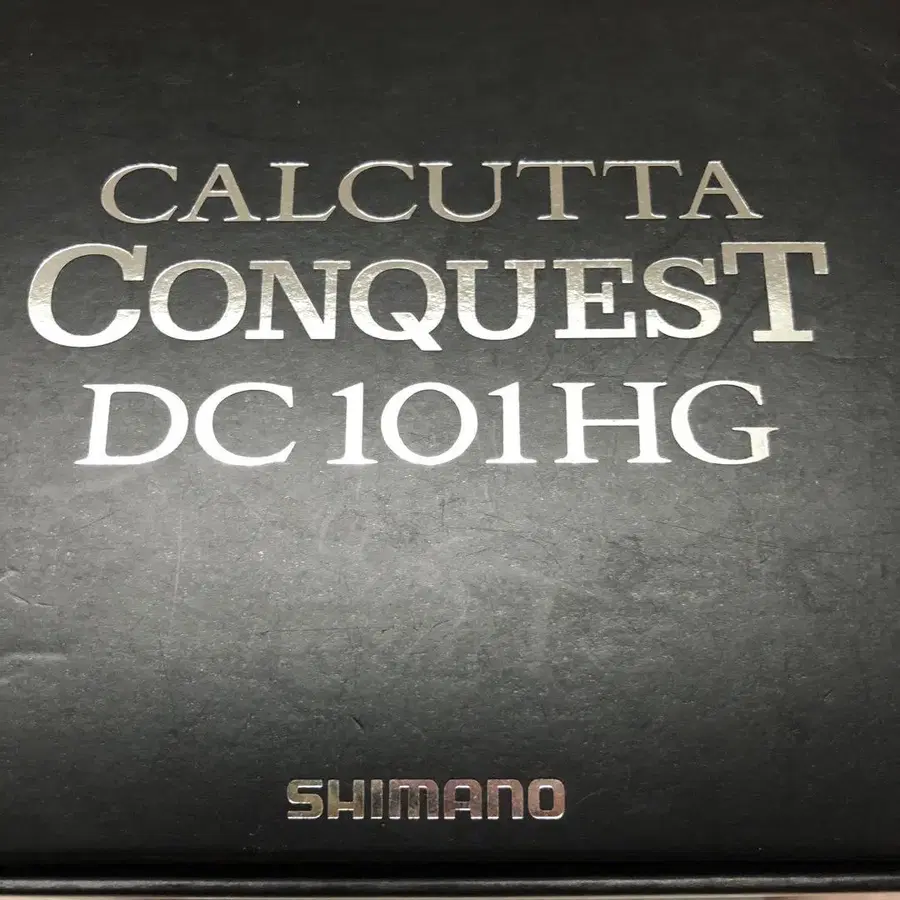 CALCUTTA
CONQUEST
DC 101HG
SHIMANO